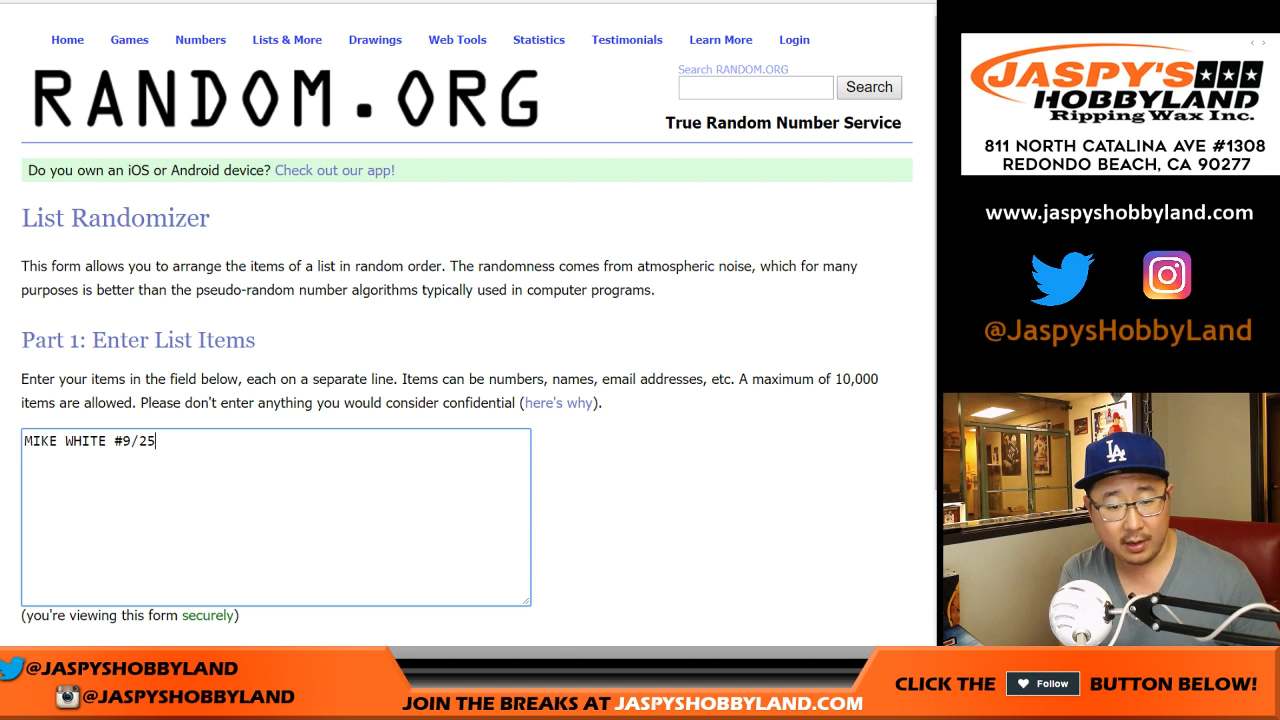 Home Games Numbers Lists & More Drawings Web Tools Statistics Testimonials Learn More Login
RANDOM.ORG
Search RANDOM.ORG
Search
True Random Number Service
Do you own an iOS or Android device? Check out our app!
List Randomizer
This form allows you to arrange the items of a list in random order. The randomness comes from atmospheric noise, which for many
purposes is better than the pseudo-random number algorithms typically used in computer programs.
Part 1: Enter List Items
Enter your items in the field below, each on a separate line. Items can be numbers, names, email addresses, etc. A maximum of 10,000
items are allowed. Please don't enter anything you would consider confidential (here's why).
MIKE WHITE #9/25
(you're viewing this form securely)
JASPY'S
HOBBYLAND
Ripping Wax Inc.
811 NORTH CATALINA AVE #1308
REDONDO BEACH, CA 90277
www.jaspyshobbyland.com
@JaspysHobbyLand
LA
@JASPYSHOBBYLAND
@JASPYSHOBBYLAND
JOIN THE BREAKS AT JASPYSHOBBYLAND.COM
CLICK THE Follow BUTTON BELOW!